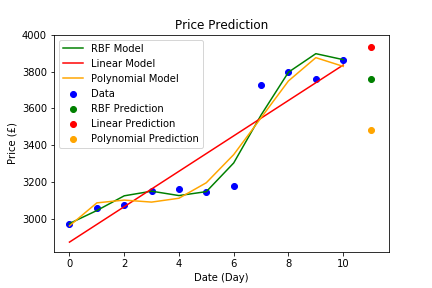 Price Prediction
4000
3800
3600
3400
3200
3000
Price (£)
RBF Model
Linear Model
Polynomial Model
Data
RBF Prediction
Linear Prediction
Polynomial Prediction
0 2 4 6 8 10
Date (Day)